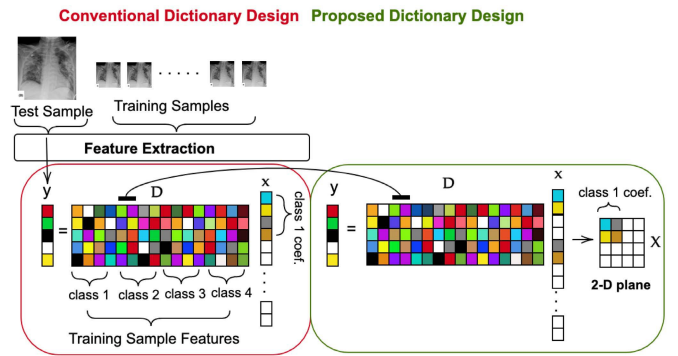 Conventional Dictionary Design Proposed Dictionary Design
Test Sample
Training Samples
Feature Extraction
y
=
D
x
class 1 coef.
class 1
class 2
class 3
class 4
Training Sample Features
y
=
D
x
class 1 coef.
X
2-D plane